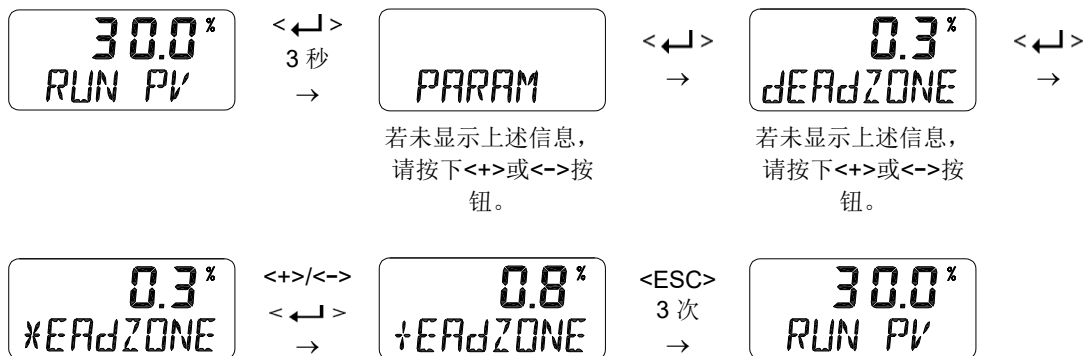 30.0%
RUN PV
<↵>
3 秒
→
PARAM
若未显示上述信息，
请按下<+>或<->按
钮。
<↵>
→
0.3%
dEAdZONE
若未显示上述信息，
请按下<+>或<->按
钮。
<↵>
→
0.3%
*EAdZONE
<+>/<->
<↵>
→
0.8%
+EAdZONE
<ESC>
3 次
→
30.0%
RUN PV